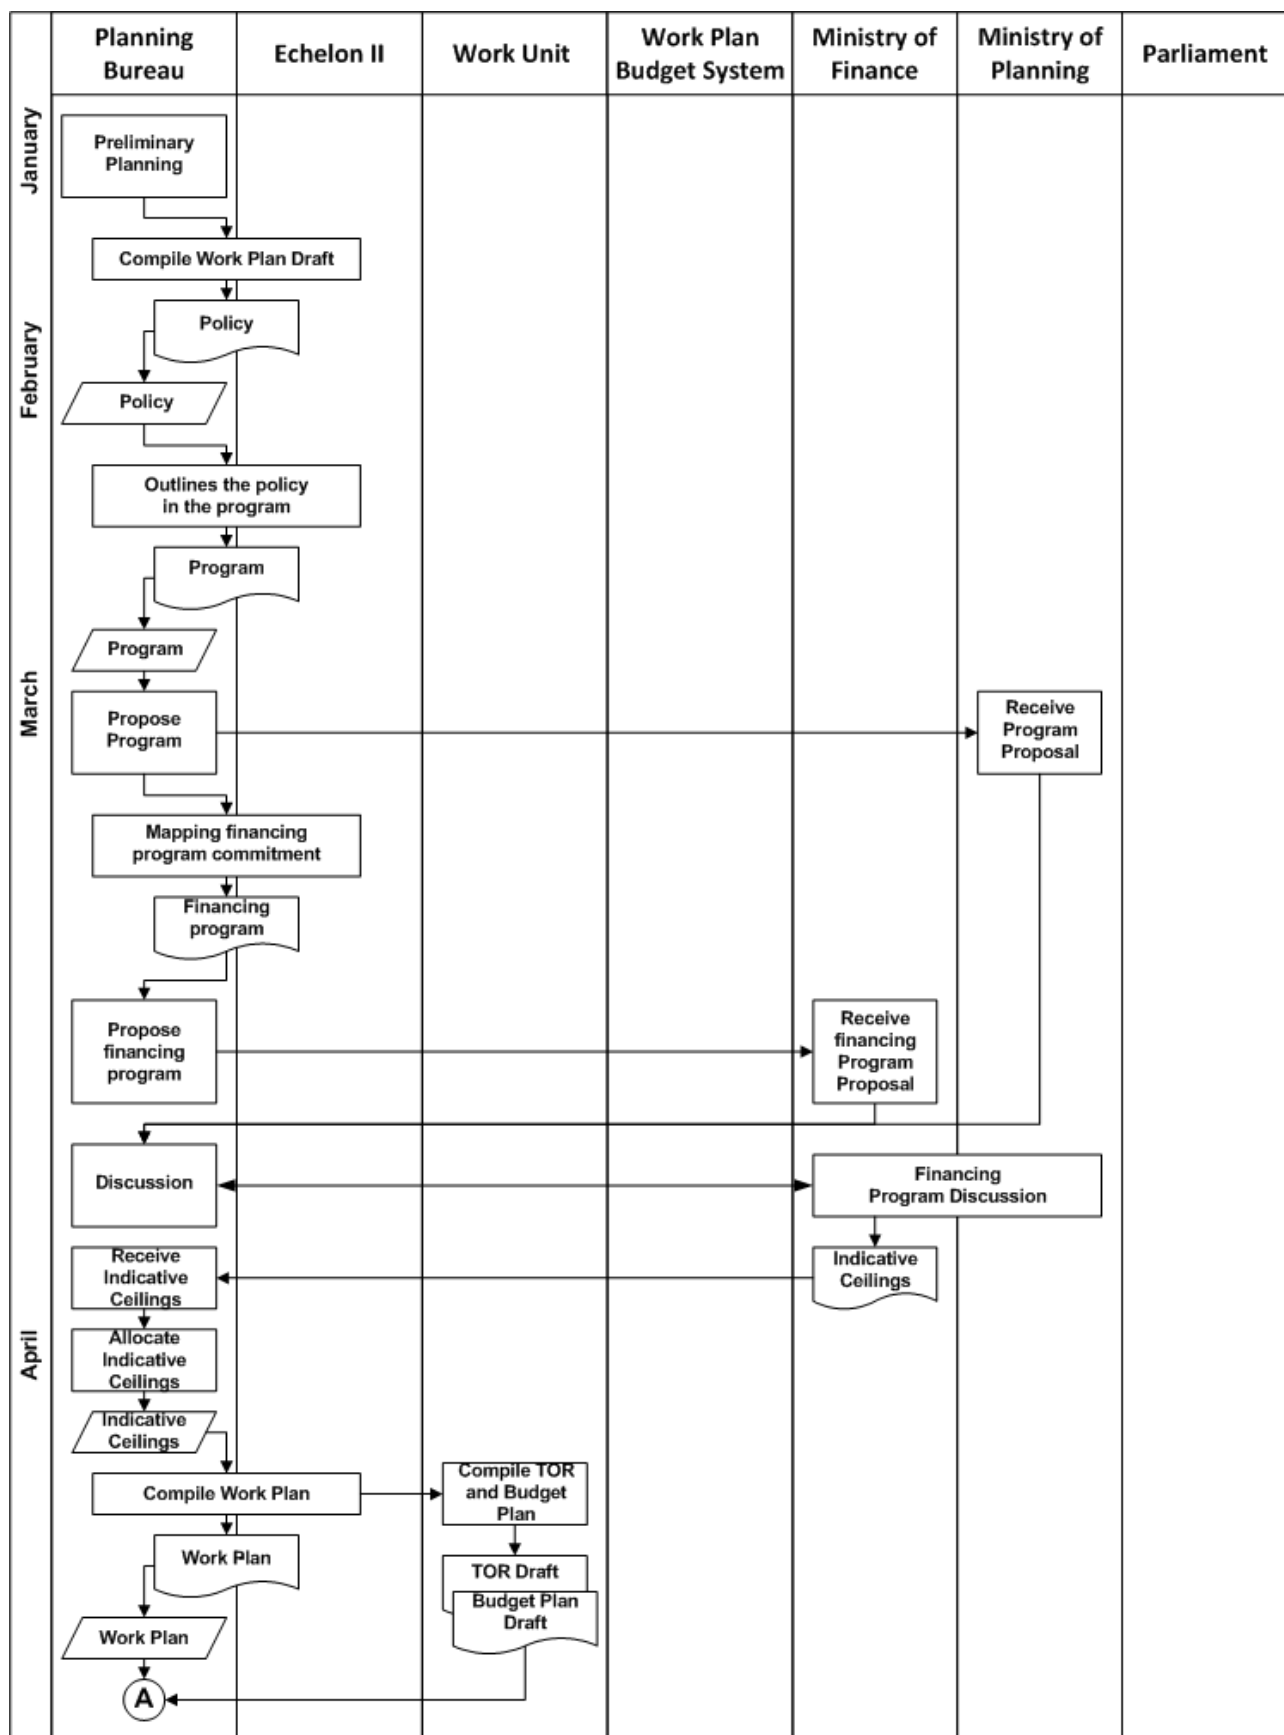 Planning
Bureau
Echelon II
Work Unit
Work Plan
Budget System
Ministry of
Finance
Ministry of
Planning
Parliament
January
Preliminary
Planning
Compile Work Plan Draft
February
Policy
Policy
Outlines the policy
in the program
Program
Program
March
Propose
Program
Receive
Program
Proposal
Mapping financing
program commitment
Financing
program
Propose
financing
program
Receive
financing
Program
Proposal
Discussion
Financing
Program Discussion
Receive
Indicative
Ceilings
Indicative
Ceilings
April
Allocate
Indicative
Ceilings
Indicative
Ceilings
Compile Work Plan
Compile TOR
and Budget
Plan
Work Plan
TOR Draft
Budget Plan
Draft
Work Plan
A